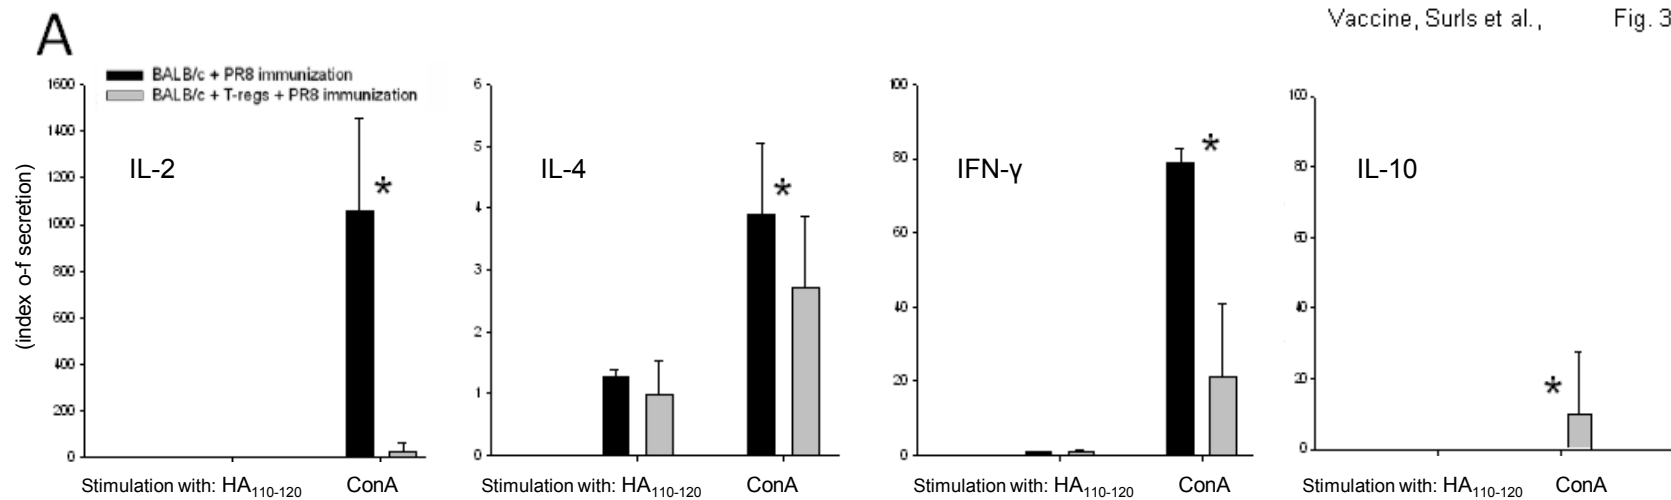 Vaccine, Surls et al., Fig. 3
A
BALB/c + PR8 immunization
BALB/c + T-regs + PR8 immunization
(index o-f secretion)
1600
1400
1200
1000
800
600
400
200
0
IL-2
*
Stimulation with: HA110-120 ConA
6
5
4
3
2
1
0
IL-4
*
Stimulation with: HA110-120 ConA
100
80
60
40
20
0
IFN-γ
*
Stimulation with: HA110-120 ConA
100
80
60
40
20
0
IL-10
*
Stimulation with: HA110-120 ConA